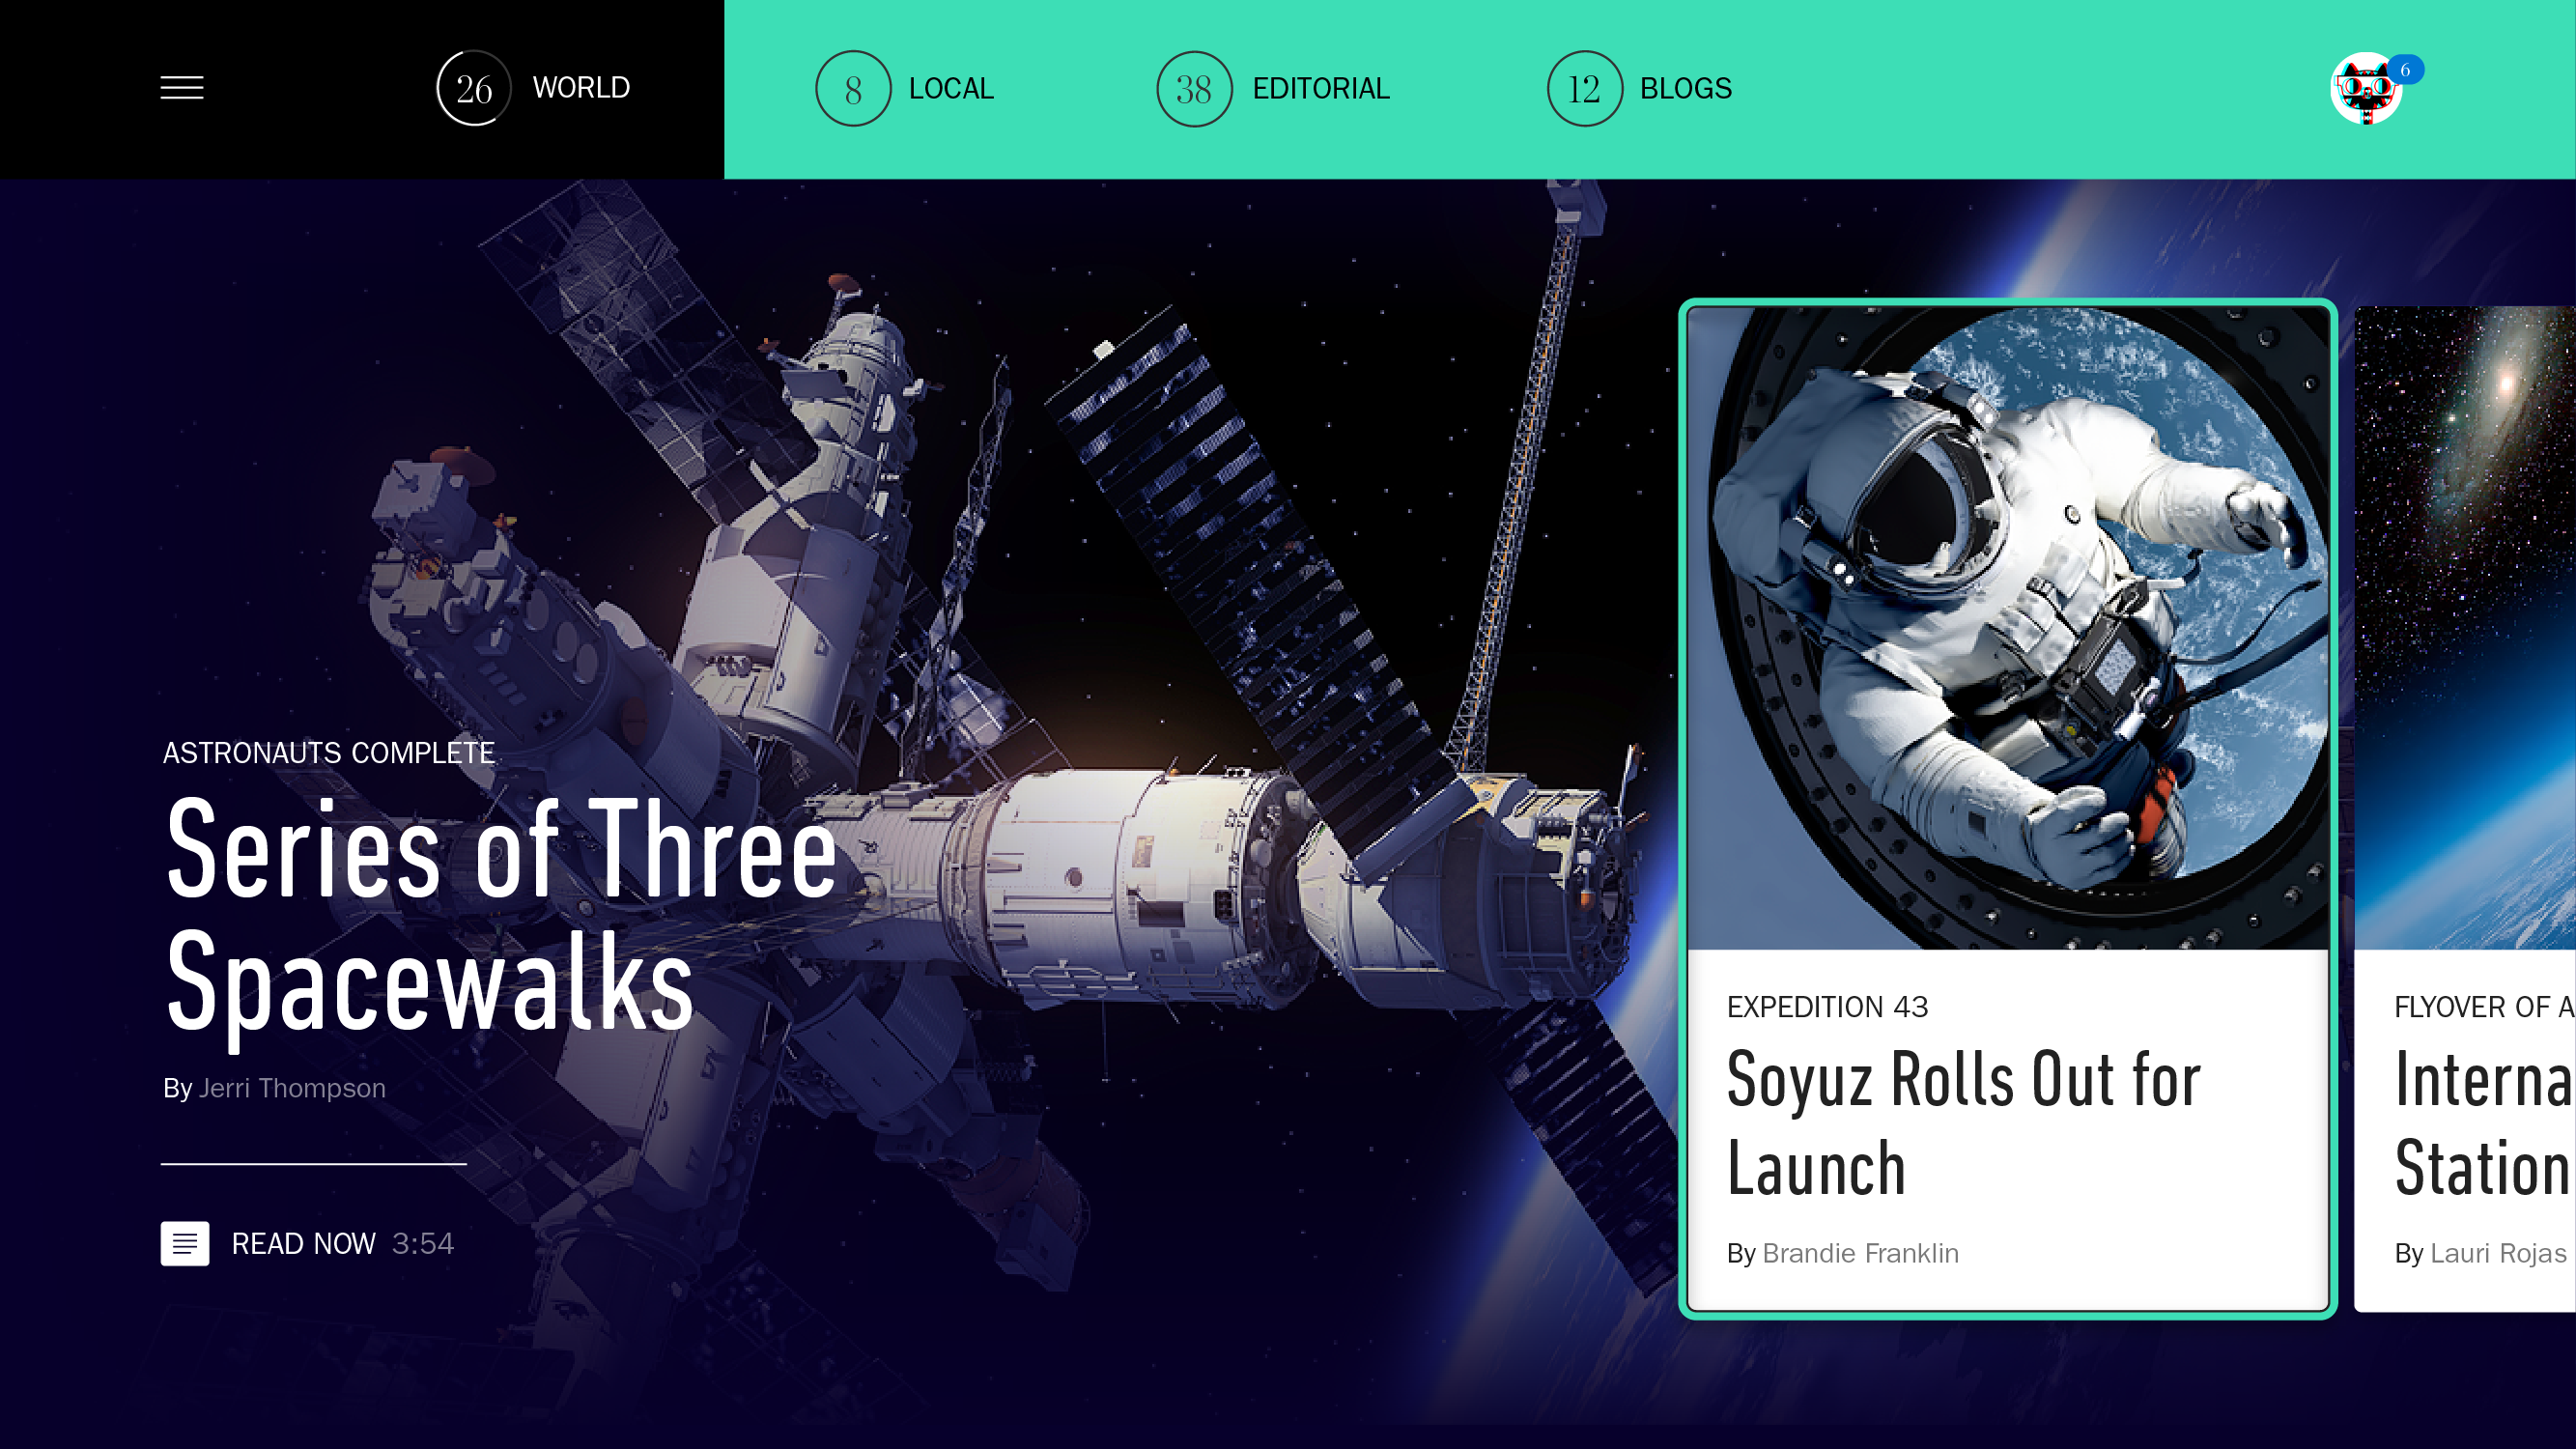 26 WORLD
8 LOCAL
38 EDITORIAL
12 BLOGS
6
ASTRONAUTS COMPLETE
Series of Three
Spacewalks
By Jerri Thompson
READ NOW 3:54
EXPEDITION 43
Soyuz Rolls Out for
Launch
By Brandie Franklin
FLYOVER OF A
Interna
Station
By Lauri Rojas